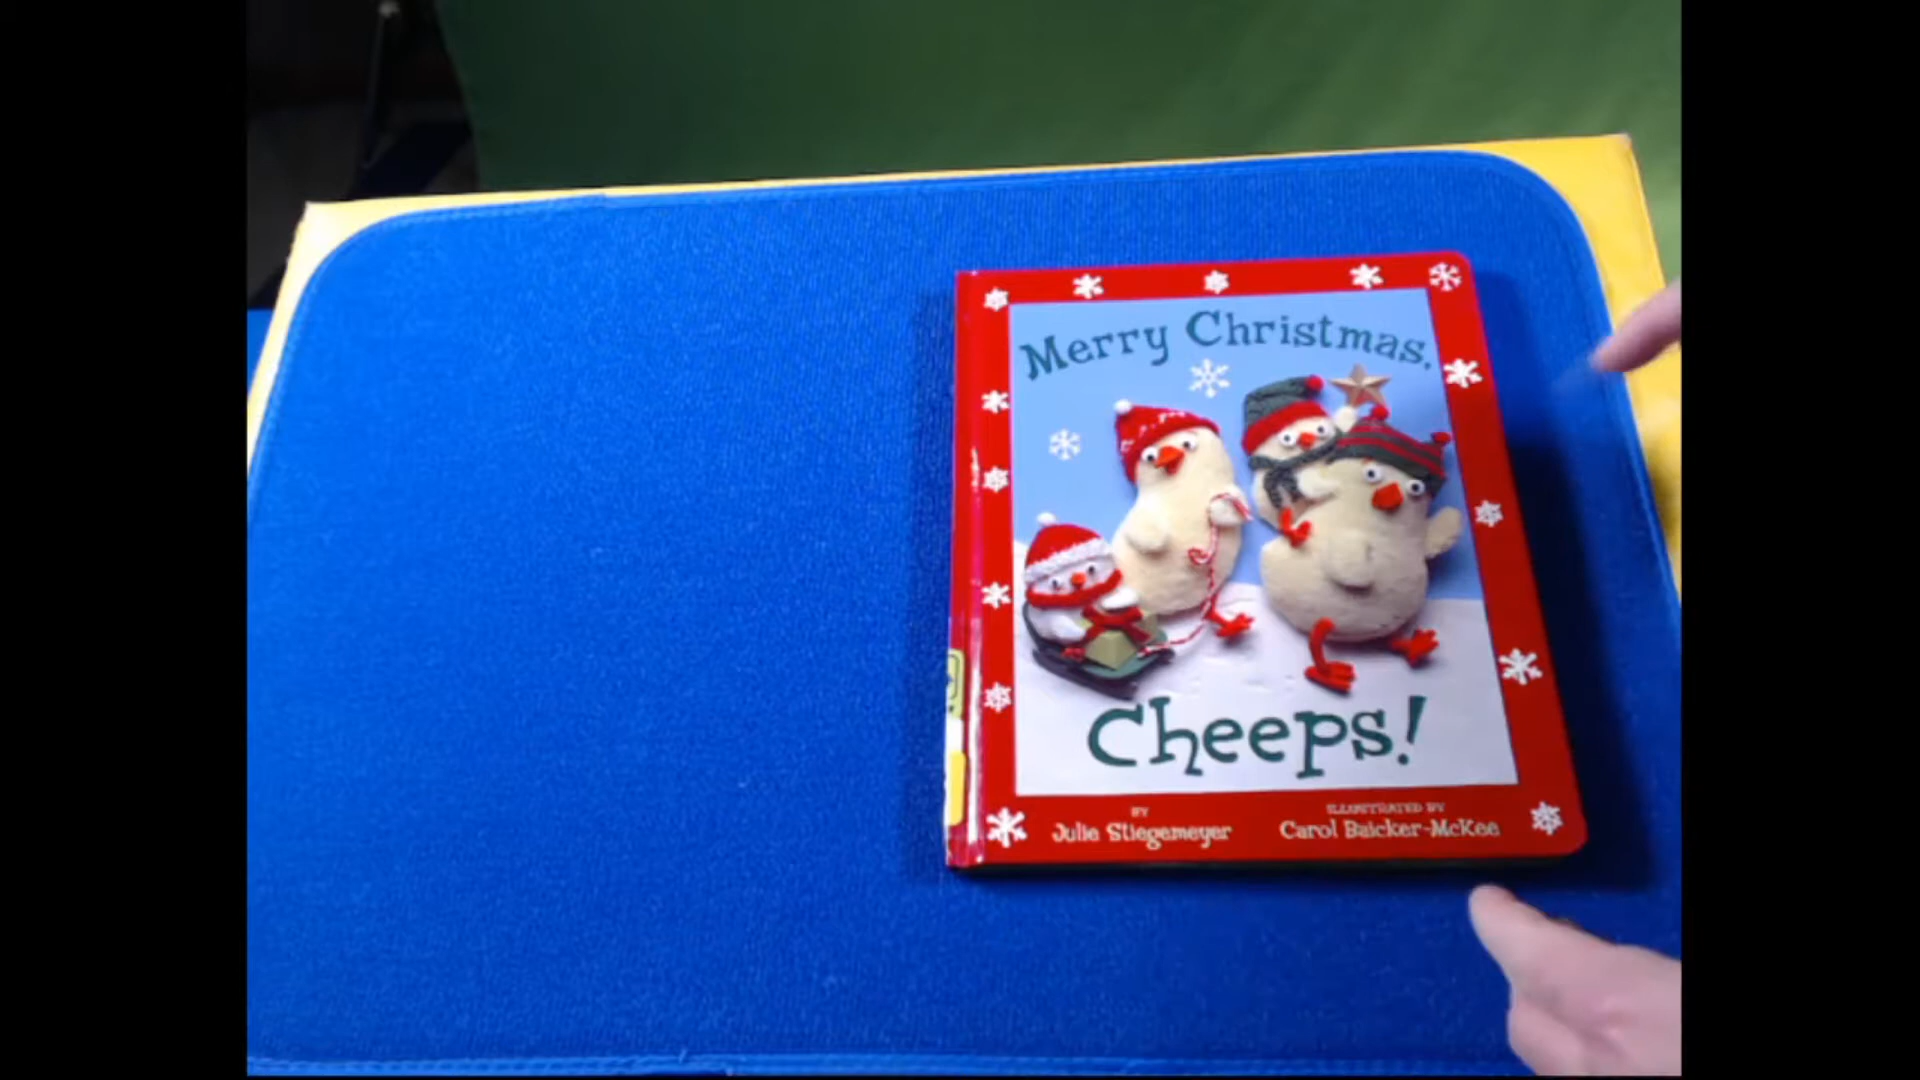 Merry Christmas,
Cheeps!
BY
Julie Stiegemeyer
ILLUSTRATED BY
Carol Baicker-McKee